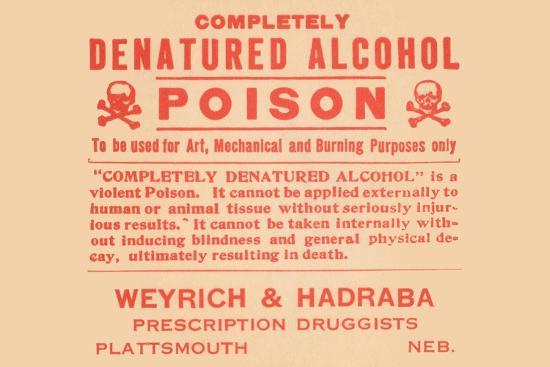 COMPLETELY
DENATURED ALCOHOL
POISON
To be used for Art, Mechanical and Burning Purposes only
"COMPLETELY DENATURED ALCOHOL" is a
violent Poison. It cannot be applied externally to
human or animal tissue without seriously injur-
ious results. It cannot be taken internally with-
out inducing blindness and general physical de-
cay, ultimately resulting in death.
WEYRICH & HADRABA
PRESCRIPTION DRUGGISTS
PLATTSMOUTH NEB.